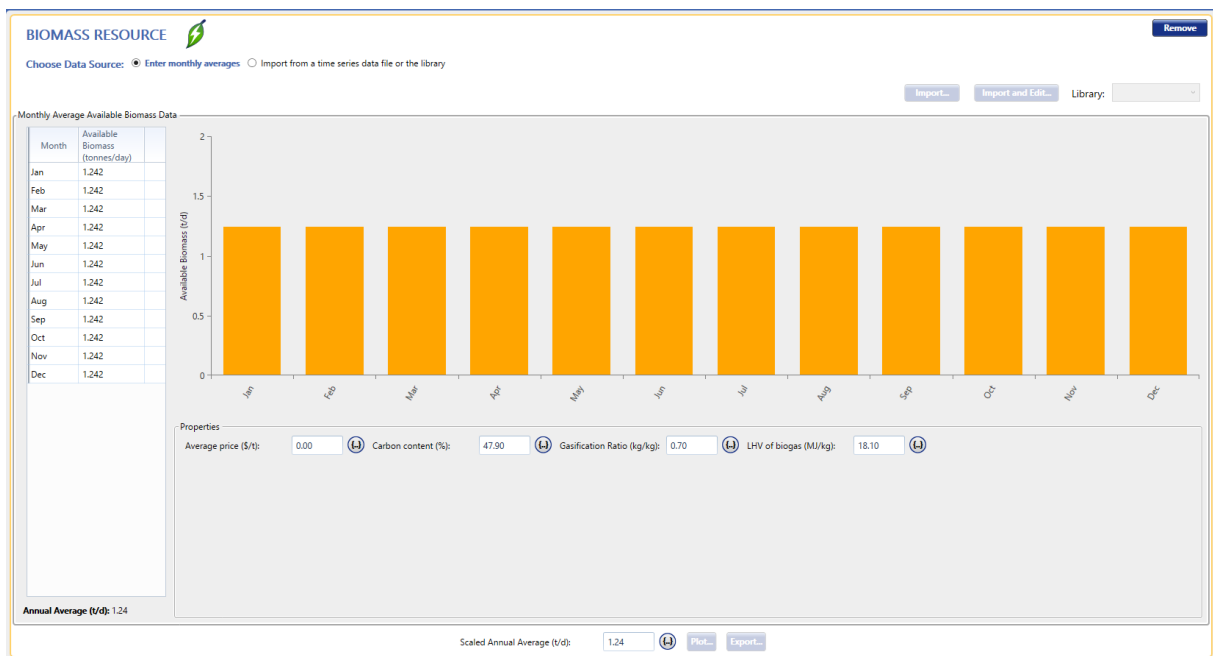 BIOMASS RESOURCE
Remove
Choose Data Source: Enter monthly averages Import from a time series data file or the library
Import... Import and Edit... Library:
Monthly Average Available Biomass Data
Month Available Biomass (tonnes/day)
Jan 1.242
Feb 1.242
Mar 1.242
Apr 1.242
May 1.242
Jun 1.242
Jul 1.242
Aug 1.242
Sep 1.242
Oct 1.242
Nov 1.242
Dec 1.242
Annual Average (t/d): 1.24
Available Biomass (t/d)
2
1.5
1
0.5
0
Jan Feb Mar Apr May Jun Jul Aug Sep Oct Nov Dec
Properties
Average price ($/t): 0.00 {..} Carbon content (%): 47.90 {..} Gasification Ratio (kg/kg): 0.70 {..} LHV of biogas (MJ/kg): 18.10 {..}
Scaled Annual Average (t/d): 1.24 {..} Plot... Export...